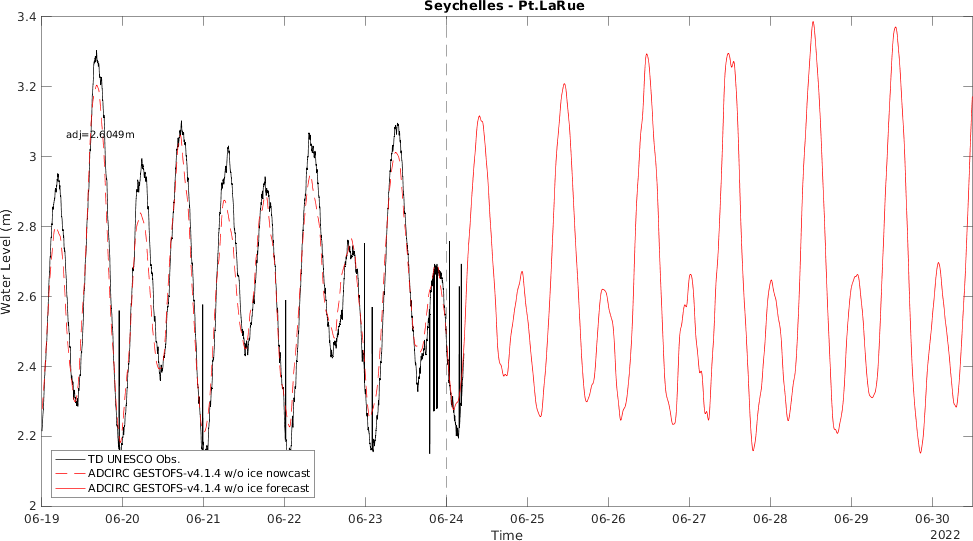 Seychelles - Pt.LaRue
3.4
3.2
3
2.8
2.6
2.4
2.2
2
Water Level (m)
adj=2.6049m
TD UNESCO Obs.
ADCIRC GESTOFS-v4.1.4 w/o ice nowcast
ADCIRC GESTOFS-v4.1.4 w/o ice forecast
06-19 06-20 06-21 06-22 06-23 06-24 06-25 06-26 06-27 06-28 06-29 06-30
2022
Time